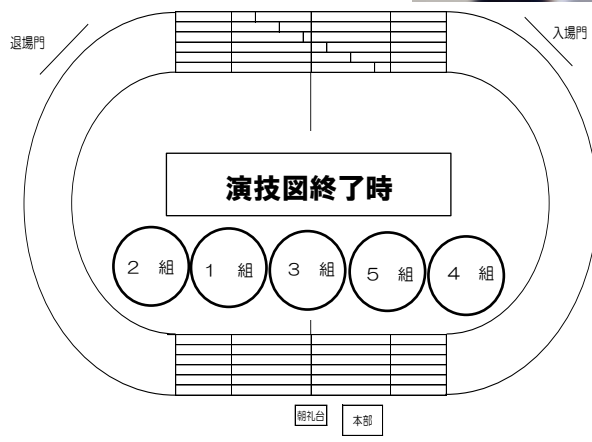 退場門
入場門
演技図終了時
２　組
１　組
３　組
５　組
４　組
朝礼台
本部